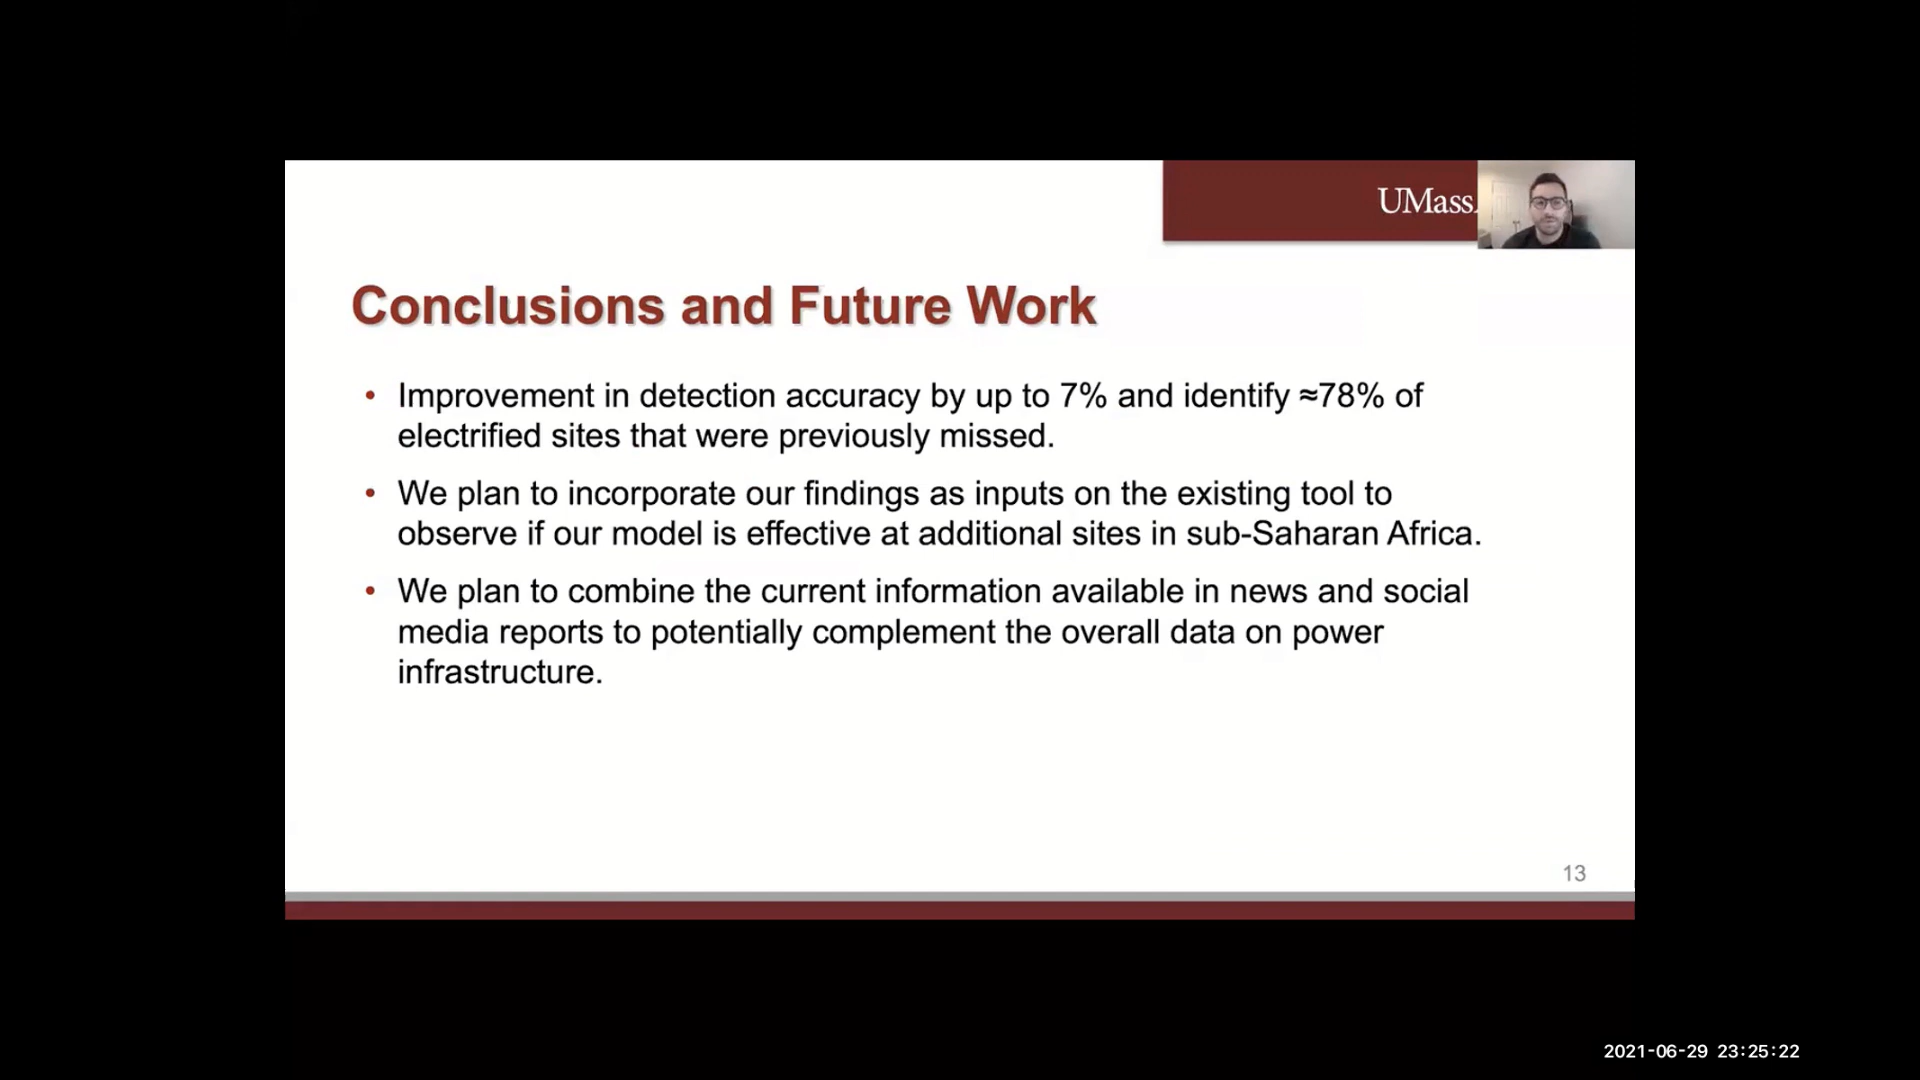 UMass
Conclusions and Future Work
• Improvement in detection accuracy by up to 7% and identify ≈78% of
electrified sites that were previously missed.
• We plan to incorporate our findings as inputs on the existing tool to
observe if our model is effective at additional sites in sub-Saharan Africa.
• We plan to combine the current information available in news and social
media reports to potentially complement the overall data on power
infrastructure.
13
2021-06-29 23:25:22